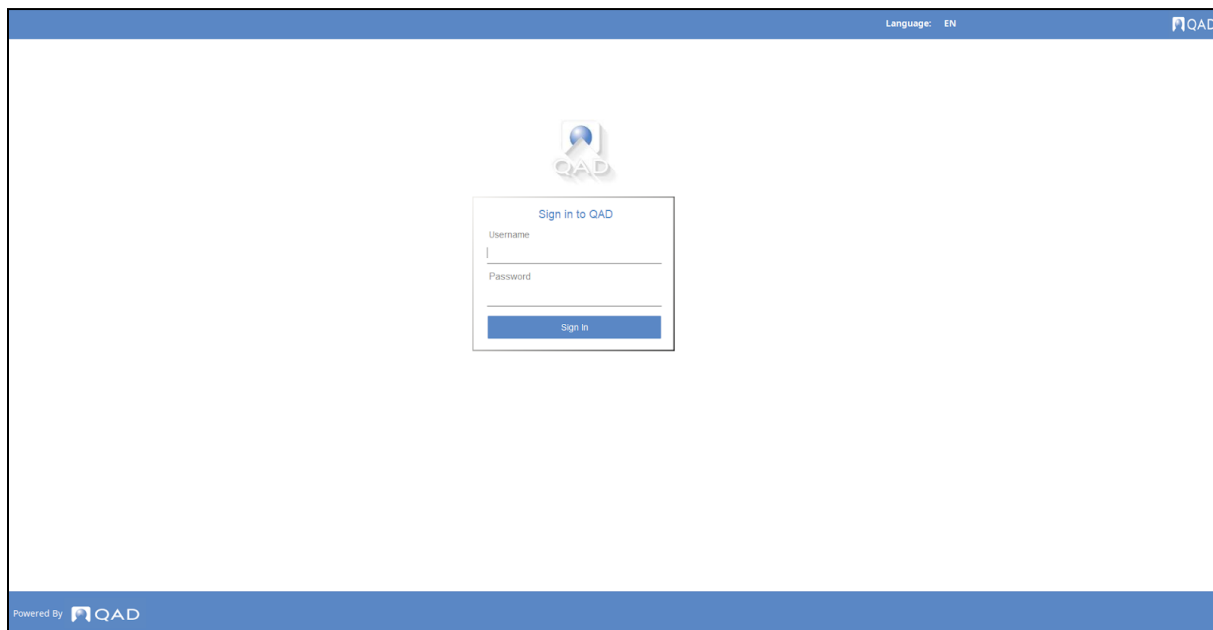 Language: EN
QAD
QAD
Sign in to QAD
Username
Password
Sign In
Powered By QAD